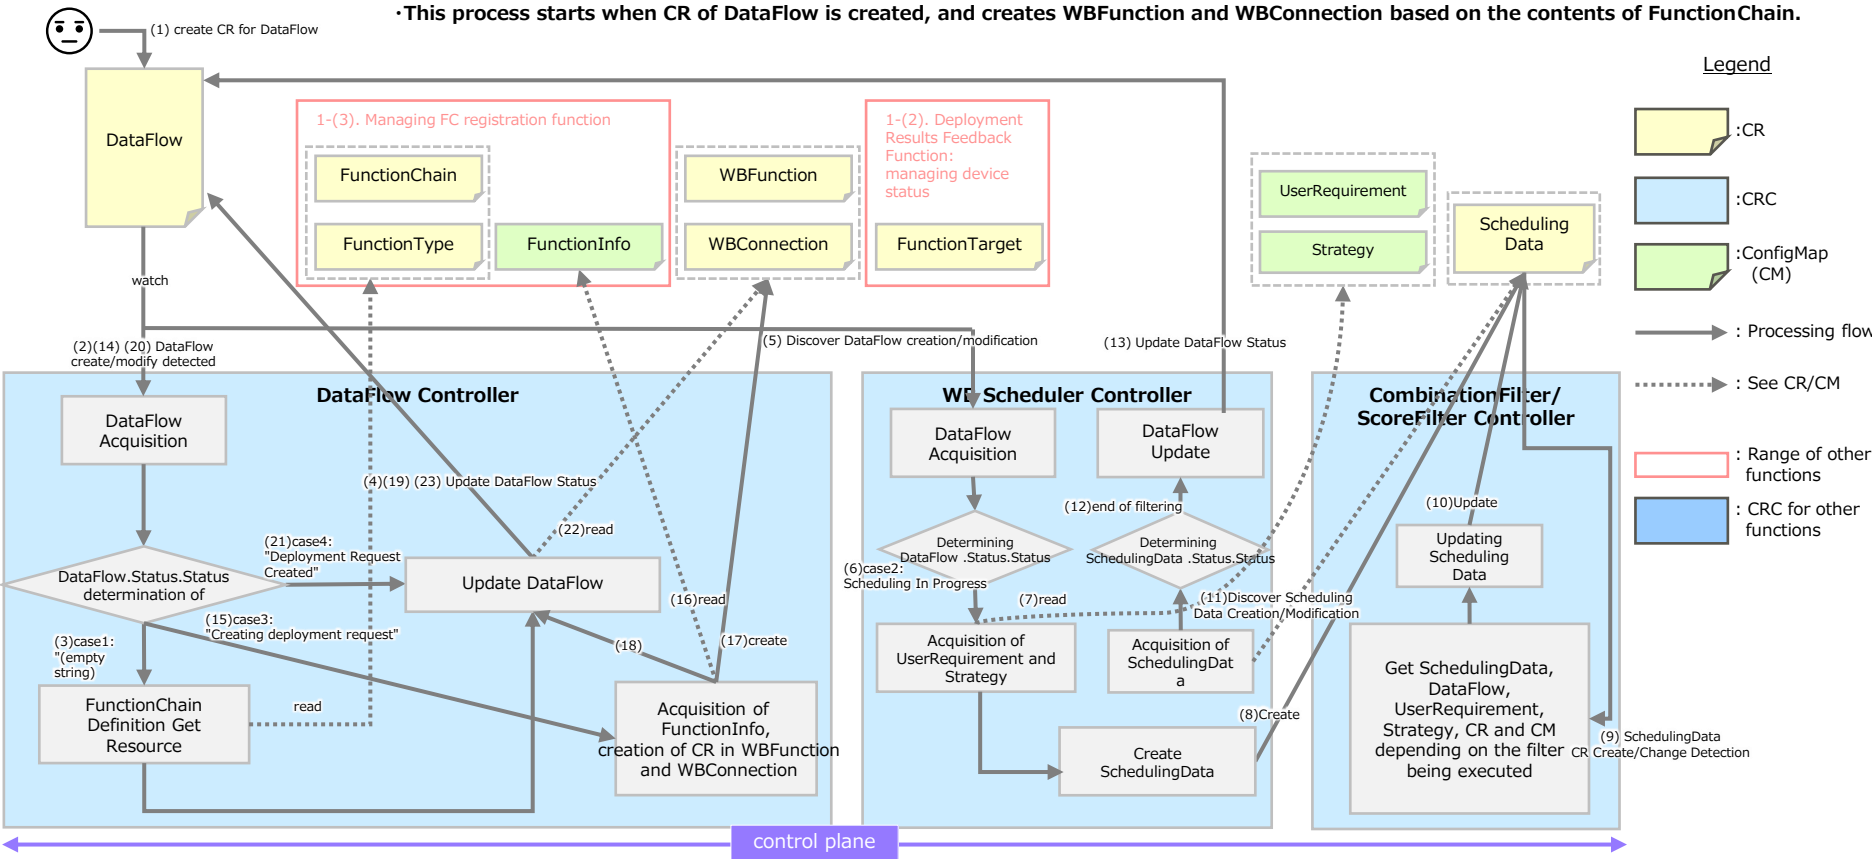 ・This process starts when CR of DataFlow is created, and creates WBFunction and WBConnection based on the contents of FunctionChain.
(1) create CR for DataFlow
Legend
DataFlow
1-(3). Managing FC registration function
FunctionChain
FunctionType
FunctionInfo
WBFunction
WBConnection
1-(2). Deployment
Results Feedback
Function:
managing device
status
FunctionTarget
UserRequirement
Strategy
Scheduling
Data
:CR
:CRC
:ConfigMap
(CM)
: Processing flow
: See CR/CM
: Range of other
functions
: CRC for other
functions
watch
(2)(14) (20) DataFlow
create/modify detected
(5) Discover DataFlow creation/modification
(13) Update DataFlow Status
DataFlow Controller
DataFlow
Acquisition
(4)(19) (23) Update DataFlow Status
(22)read
(21)case4:
"Deployment Request
Created"
DataFlow.Status.Status
determination of
Update DataFlow
(15)case3:
"Creating deployment request"
(3)case1:
"(empty
string)
(16)read
(17)create
(18)
FunctionChain
Definition Get
Resource
read
Acquisition of
FunctionInfo,
creation of CR in WBFunction
and WBConnection
WB Scheduler Controller
DataFlow
Acquisition
DataFlow
Update
(12)end of filtering
Determining
DataFlow .Status.Status
Determining
SchedulingData .Status.Status
(6)case2:
Scheduling In Progress
(7)read
(11)Discover Scheduling
Data Creation/Modification
Acquisition of
UserRequirement and
Strategy
Acquisition of
SchedulingDat
a
(8)Create
Create
SchedulingData
CombinationFilter/
ScoreFilter Controller
(10)Update
Updating
Scheduling
Data
Get SchedulingData,
DataFlow,
UserRequirement,
Strategy, CR and CM
depending on the filter
being executed
(9) SchedulingData
CR Create/Change Detection
control plane